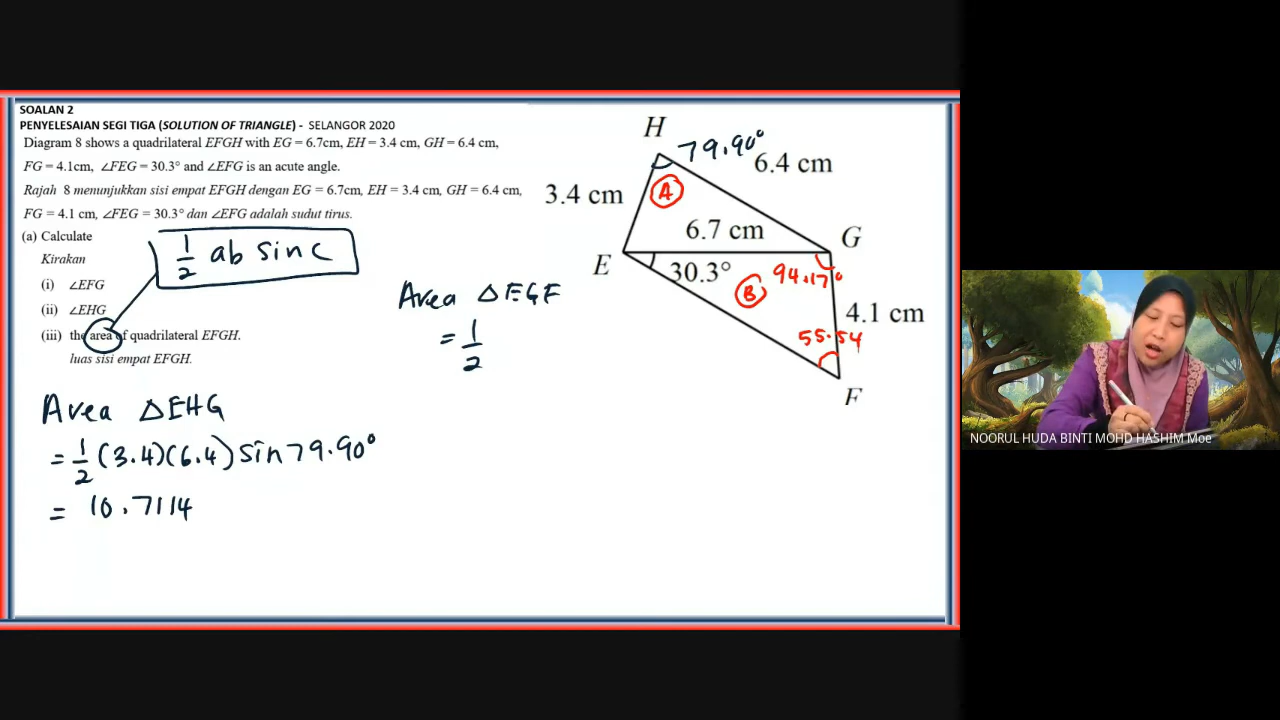 SOALAN 2
PENYELESAIAN SEGI TIGA (SOLUTION OF TRIANGLE) - SELANGOR 2020
Diagram 8 shows a quadrilateral EFGH with EG = 6.7cm, EH = 3.4 cm, GH = 6.4 cm,
FG = 4.1cm, ∠FEG = 30.3° and ∠EFG is an acute angle.
Rajah 8 menunjukkan sisi empat EFGH dengan EG = 6.7cm, EH = 3.4 cm, GH = 6.4 cm,
FG = 4.1 cm, ∠FEG = 30.3° dan ∠EFG adalah sudut tirus.
(a) Calculate
Kirakan
(i) ∠EFG
(ii) ∠EHG
(iii) the area of quadrilateral EFGH.
luas sisi empat EFGH.
1/2 ab sin C
Area △EHG
= 1/2 (3.4)(6.4) sin 79.90°
= 10.7114
Area △EGF
= 1/2
H
79.90°
6.4 cm
3.4 cm
A
6.7 cm
G
E
30.3°
94.17°
B
4.1 cm
55.54
F
NOORUL HUDA BINTI MOHD HASHIM Moe